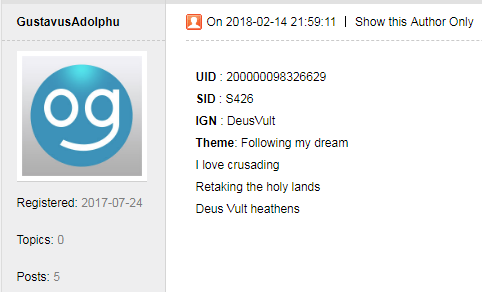 GustavusAdolphu
og
Registered: 2017-07-24
Topics: 0
Posts: 5
On 2018-02-14 21:59:11 | Show this Author Only
UID : 200000098326629
SID : S426
IGN : DeusVult
Theme: Following my dream
I love crusading
Retaking the holy lands
Deus Vult heathens